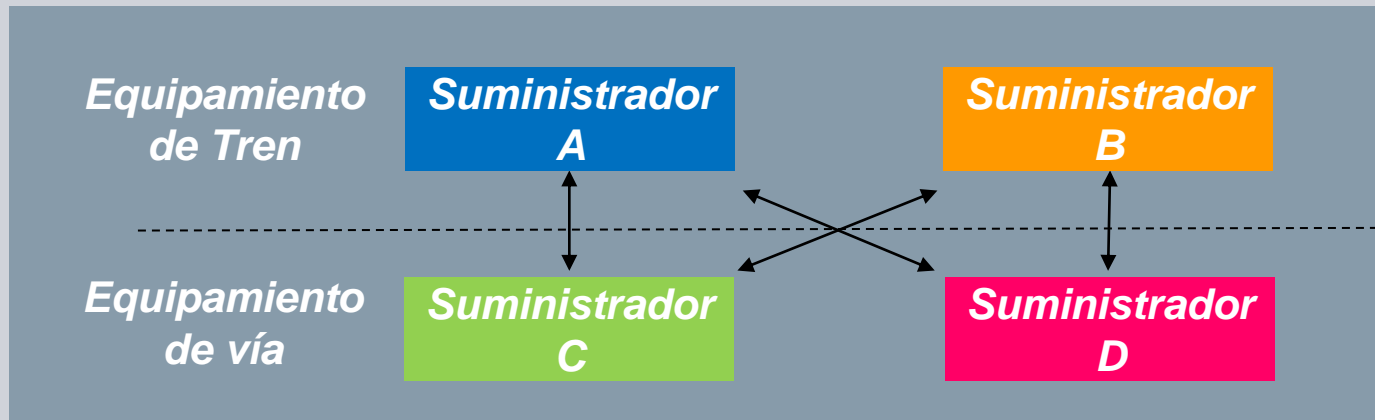 Equipamiento
de Tren
Suministrador
A
Suministrador
B
Equipamiento
de vía
Suministrador
C
Suministrador
D